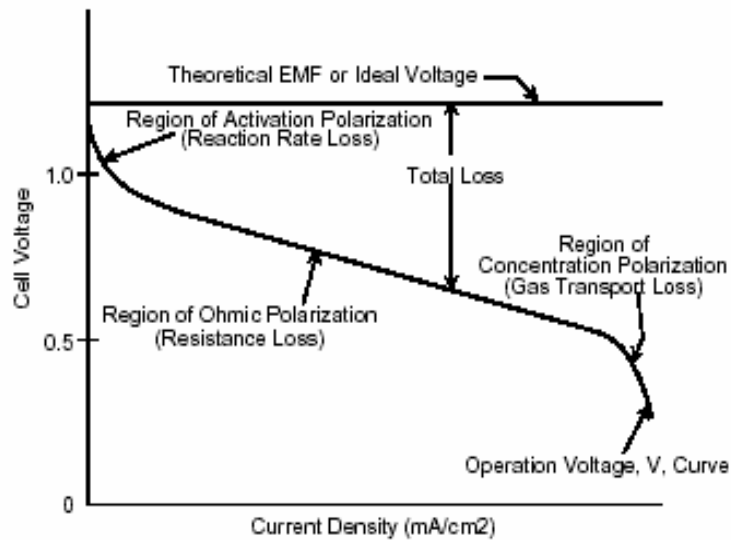 Theoretical EMF or Ideal Voltage
Region of Activation Polarization
(Reaction Rate Loss)
Total Loss
1.0
Cell Voltage
Region of
Concentration Polarization
(Gas Transport Loss)
Region of Ohmic Polarization
(Resistance Loss)
0.5
Operation Voltage, V, Curve
0
Current Density (mA/cm2)